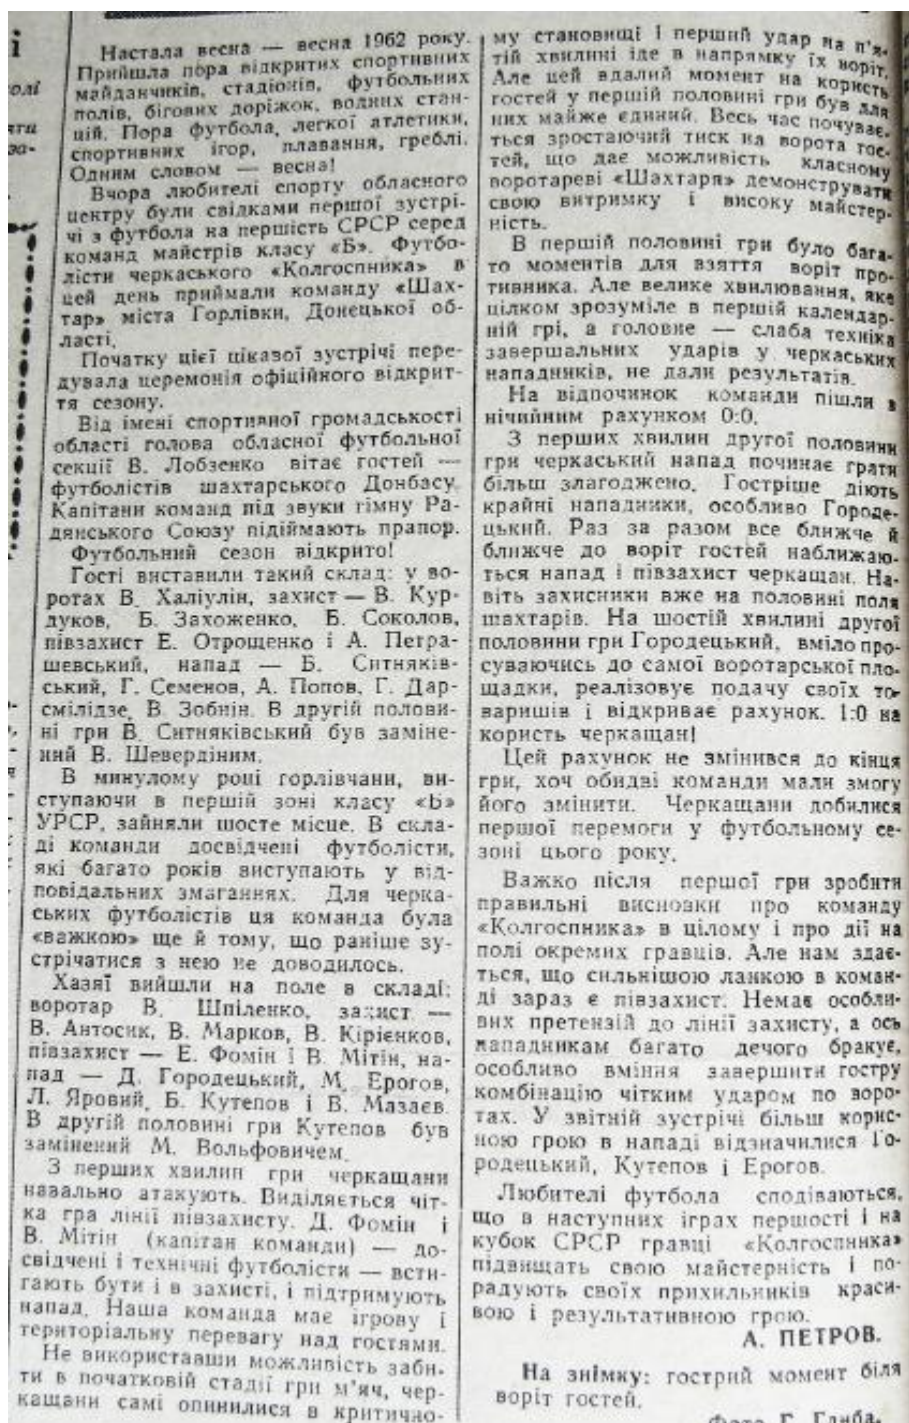 Настала весна — весна 1962 року.
Прийшла пора відкритих спортивних
майданчиків, стадіонів, футбольних
полів, бігових доріжок, водних стан-
цій. Пора футбола, легкої атлетики,
спортивних ігор, плавання, греблі.
Одним словом — весна!
Вчора любителі спорту обласного
центру були свідками першої зустрі-
чі з футбола на першість СРСР серед
команд майстрів класу «Б». Футбо-
лісти черкаського «Колгоспника» в
цей день приймали команду «Шах-
тар» міста Горлівки, Донецької об-
ласті.
Початку цієї цікавої зустрічі пере-
дувала церемонія офіційного відкрит-
тя сезону.
Від імені спортивної громадськості
області голова обласної футбольної
секції В. Лобзенко вітає гостей —
футболістів шахтарського Донбасу.
Капітани команд під звуки гімну Ра-
дянського Союзу підіймають прапор.
Футбольний сезон відкрито!
Гості виставили такий склад: у во-
ротах В. Халіулін, захист — В. Кур-
дуков, Б. Захоженко, Б. Соколов,
півзахист Е. Отрощенко і А. Петра-
шевський, напад — Б. Ситняків-
ський, Г. Семенов, А. Попов, Г. Дар-
смілідзе, В. Зобнін. В другій полови-
ні гри В. Ситняківський був заміне-
ний В. Шевердіним.
В минулому році горлівчани, ви-
ступаючи в першій зоні класу «Б»
УРСР, зайняли шосте місце. В скла-
ді команди досвідчені футболісти,
які багато років виступають у від-
повідальних змаганнях. Для черка-
ських футболістів ця команда була
«важкою» ще й тому, що раніше зу-
стрічатися з нею не доводилось.
Хазяї вийшли на поле в складі:
воротар В. Шпіленко, захист —
В. Антосик, В. Марков, В. Кірієнков,
півзахист — Е. Фомін і В. Мітін, на-
пад — Д. Городецький, М. Ерогов,
Л. Яровий, Б. Кутепов і В. Мазаєв.
В другій половині гри Кутепов був
замінений М. Вольфовичем.
З перших хвилин гри черкащани
навально атакують. Виділяється чіт-
ка гра лінії півзахисту. Д. Фомін і
В. Мітін (капітан команди) — до-
свідчені і технічні футболісти — всти-
гають бути і в захисті, і підтримують
напад. Наша команда має ігрову і
територіальну перевагу над гостями.
Не використавши можливість заби-
ти в початковій стадії гри м'яч, чер-
кащани самі опинилися в критично-
му становищі і перший удар на п'я-
тій хвилині іде в напрямку їх воріт.
Але цей вдалий момент на користь
гостей у першій половині гри був для
них майже єдиний. Весь час почуває-
ться зростаючий тиск на ворота гос-
тей, що дає можливість класному
воротареві «Шахтаря» демонструвати
свою витримку і високу майстер-
ність.
В першій половині гри було бага-
то моментів для взяття воріт про-
тивника. Але велике хвилювання, яке
цілком зрозуміле в першій календар-
ній грі, а головне — слаба техніка
завершальних ударів у черкаських
нападників, не дали результатів.
На відпочинок команди пішли з
нічийним рахунком 0:0.
З перших хвилин другої половини
гри черкаський напад починає грати
більш злагоджено. Гостріше діють
крайні нападники, особливо Городе-
цький. Раз за разом все ближче й
ближче до воріт гостей наближаю-
ться напад і півзахист черкащан. На-
віть захисники вже на половині поля
шахтарів. На шостій хвилині другої
половини гри Городецький, вміло про-
суваючись до самої воротарської пло-
щадки, реалізовує подачу своїх то-
варишів і відкриває рахунок. 1:0 на
користь черкащан!
Цей рахунок не змінився до кінця
гри, хоч обидві команди мали змогу
його змінити. Черкащани добилися
першої перемоги у футбольному се-
зоні цього року.
Важко після першої гри зробити
правильні висновки про команду
«Колгоспника» в цілому і про дії на
полі окремих гравців. Але нам здає-
ться, що сильнішою ланкою в коман-
ді зараз є півзахист. Немає особли-
вих претензій до лінії захисту, а ось
нападникам багато дечого бракує,
особливо вміння завершити гостру
комбінацію чітким ударом по воро-
тах. У звітній зустрічі більш корис-
ною грою в нападі відзначилися Го-
родецький, Кутепов і Ерогов.
Любителі футбола сподіваються,
що в наступних іграх першості і на
кубок СРСР гравці «Колгоспника»
підвищать свою майстерність і по-
радують своїх прихильників краси-
вою і результативною грою.
А. ПЕТРОВ.
На знімку: гострий момент біля
воріт гостей.
Фото Г. Глиба.